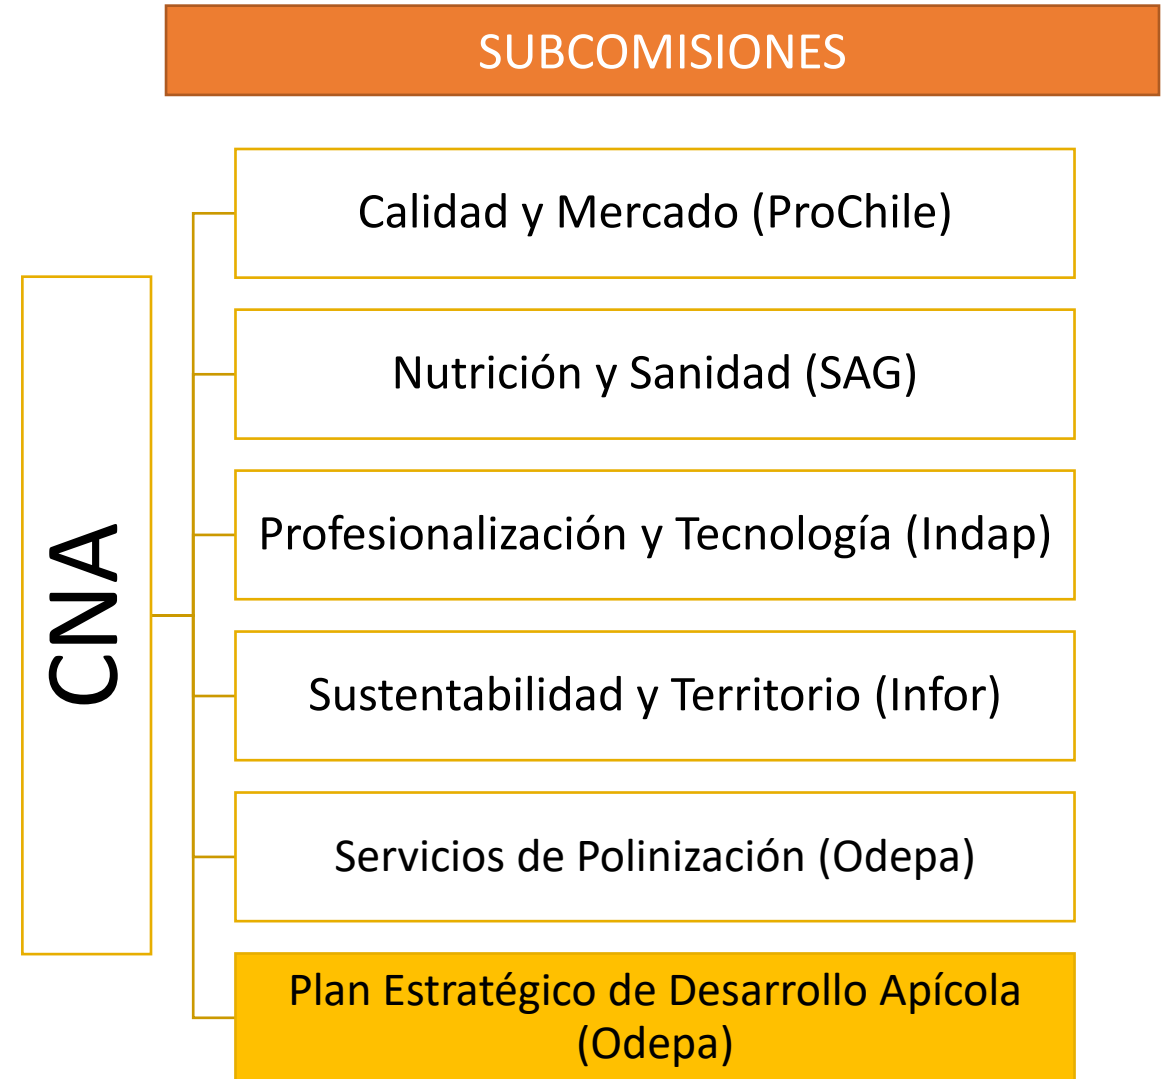 SUBCOMISIONES
CNA
Calidad y Mercado (ProChile)
Nutrición y Sanidad (SAG)
Profesionalización y Tecnología (Indap)
Sustentabilidad y Territorio (Infor)
Servicios de Polinización (Odepa)
Plan Estratégico de Desarrollo Apícola
(Odepa)